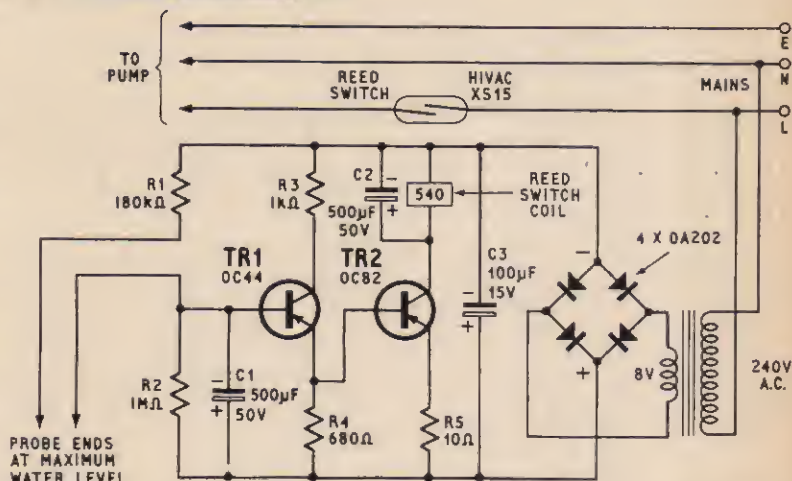 TO
PUMP
REED
SWITCH
HIVAC
XS15
MAINS
E
N
L
R1
180kΩ
R3
1kΩ
C2
500μF
50V
540
REED
SWITCH
COIL
4 X OA202
TR1
OC44
TR2
OC82
C3
100μF
15V
8V
240V
A.C.
R2
1MΩ
C1
500μF
50V
R4
680Ω
R5
10Ω
PROBE ENDS
AT MAXIMUM
WATER LEVEL